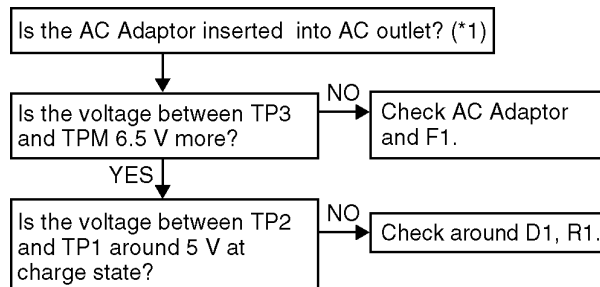 Is the AC Adaptor inserted into AC outlet? (*1)
Is the voltage between TP3
and TPM 6.5 V more?
NO
Check AC Adaptor
and F1.
YES
Is the voltage between TP2
and TP1 around 5 V at
charge state?
NO
Check around D1, R1.